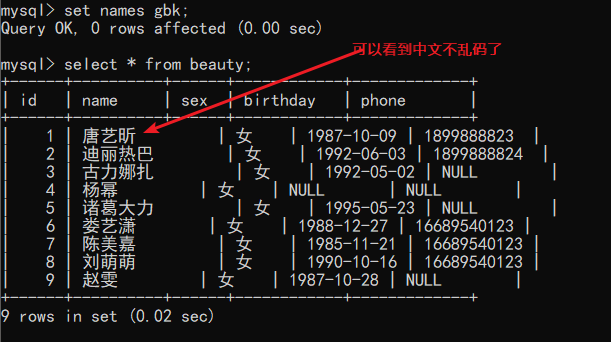 mysql> set names gbk;
Query OK, 0 rows affected (0.00 sec)
可以看到中文不乱码了
mysql> select * from beauty;
+------+----------+------+------------+-------------+
| id | name | sex | birthday | phone |
+------+----------+------+------------+-------------+
| 1 | 唐艺昕 | 女 | 1987-10-09 | 1899888823 |
| 2 | 迪丽热巴 | 女 | 1992-06-03 | 1899888824 |
| 3 | 古力娜扎 | 女 | 1992-05-02 | NULL |
| 4 | 杨幂 | 女 | NULL | NULL |
| 5 | 诸葛大力 | 女 | 1995-05-23 | NULL |
| 6 | 娄艺潇 | 女 | 1988-12-27 | 16689540123 |
| 7 | 陈美嘉 | 女 | 1985-11-21 | 16689540123 |
| 8 | 刘萌萌 | 女 | 1990-10-16 | 16689540123 |
| 9 | 赵雯 | 女 | 1987-10-28 | NULL |
+------+----------+------+------------+-------------+
9 rows in set (0.02 sec)